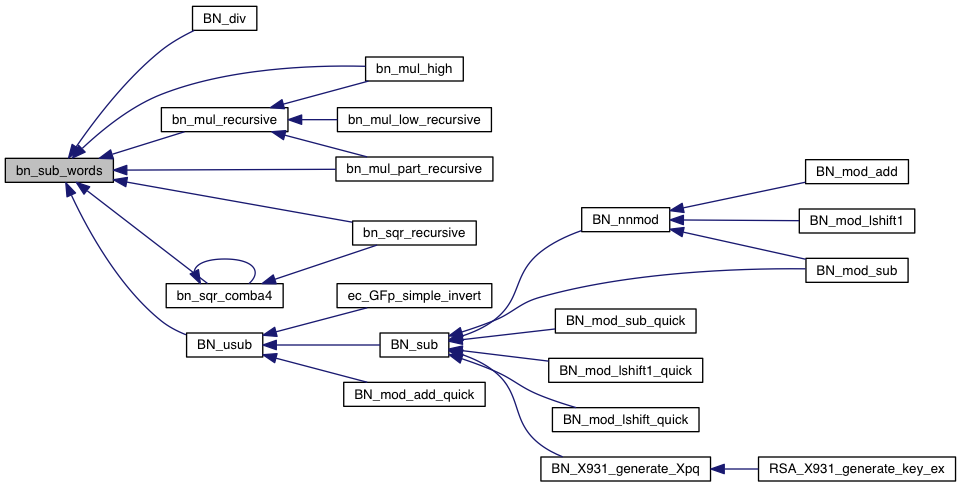 BN_div
bn_mul_high
bn_mul_recursive
bn_mul_low_recursive
bn_sub_words
bn_mul_part_recursive
BN_mod_add
BN_nnmod
BN_mod_lshift1
bn_sqr_recursive
BN_mod_sub
bn_sqr_comba4
ec_GFp_simple_invert
BN_mod_sub_quick
BN_usub
BN_sub
BN_mod_lshift1_quick
BN_mod_add_quick
BN_mod_lshift_quick
BN_X931_generate_Xpq
RSA_X931_generate_key_ex